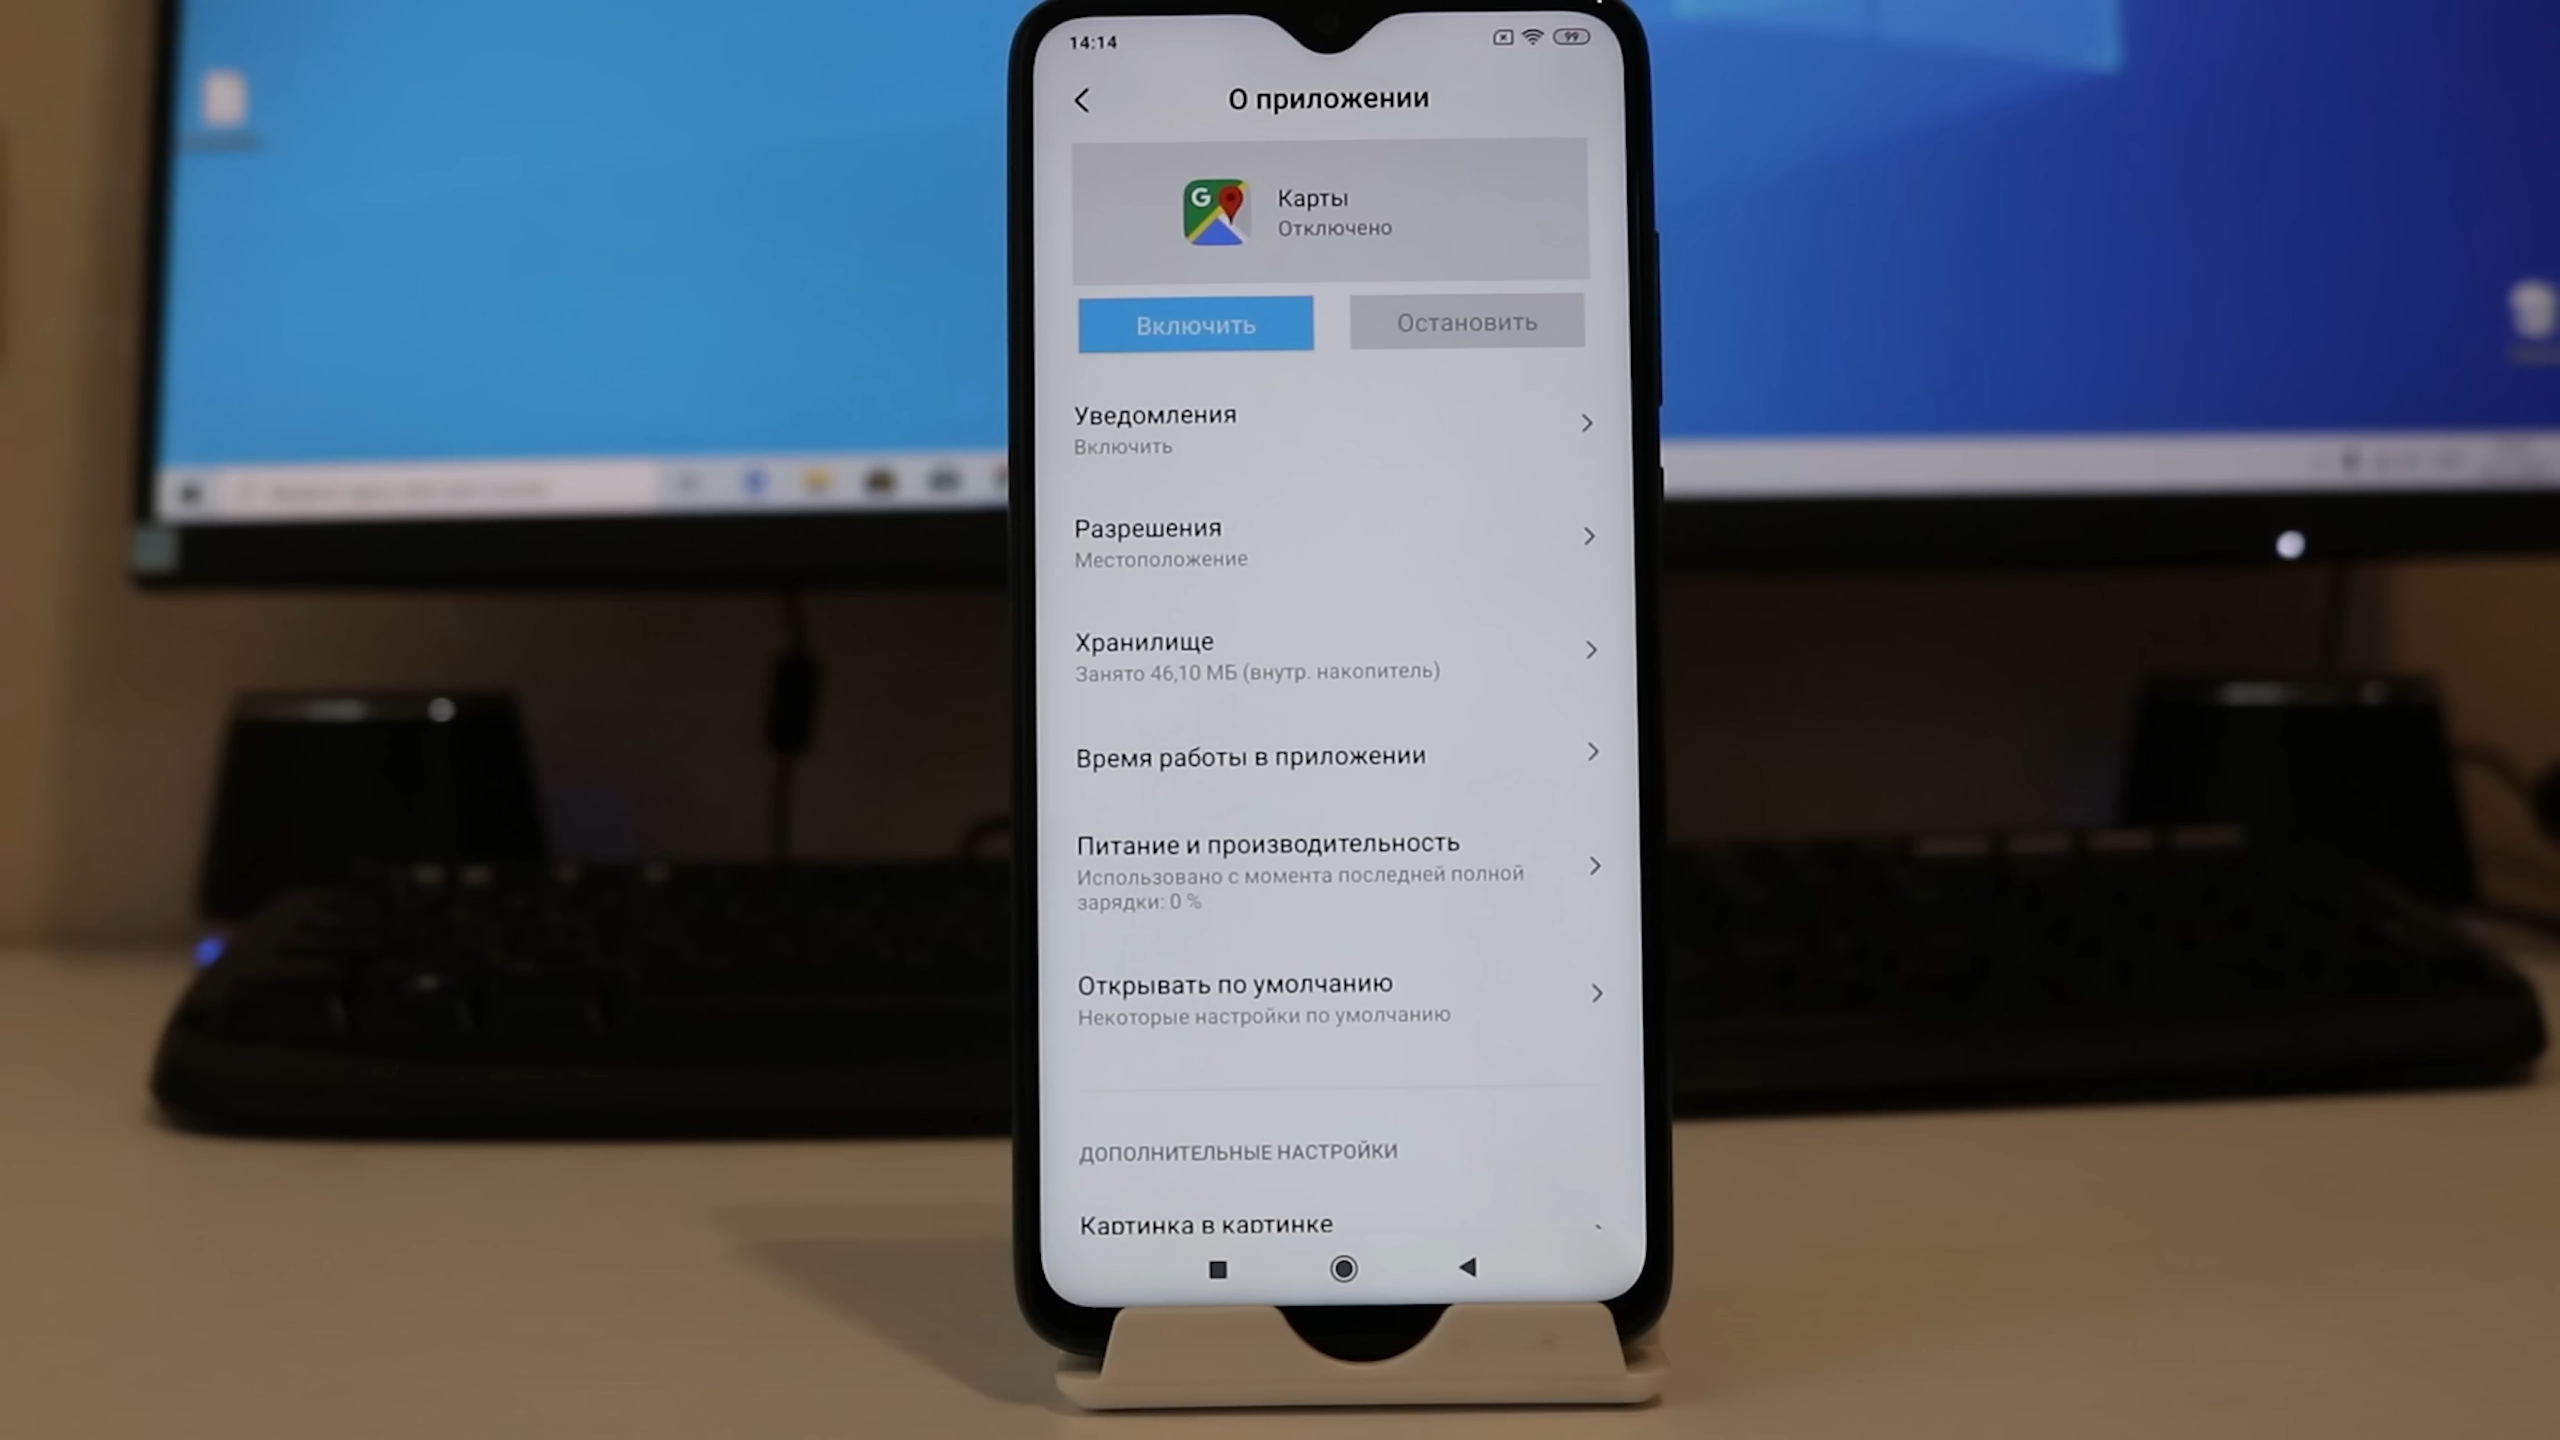 14:14
99
О приложении
G
Карты
Отключено
Включить
Остановить
Уведомления
Включить
Разрешения
Местоположение
Хранилище
Занято 46,10 МБ (внутр. накопитель)
Время работы в приложении
Питание и производительность
Использовано с момента последней полной
зарядки: 0 %
Открывать по умолчанию
Некоторые настройки по умолчанию
ДОПОЛНИТЕЛЬНЫЕ НАСТРОЙКИ
Картинка в картинке